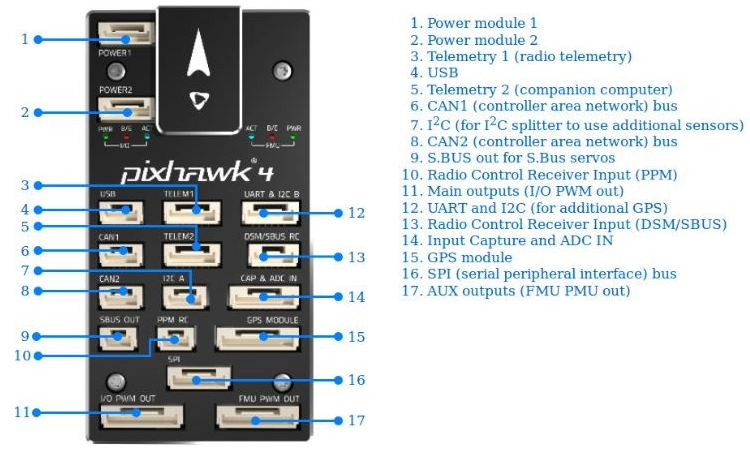 1
POWER1
2
POWER2
PWR B/E ACT
I/O
ACT B/E PWR
FMU
pixhawk®4
3
4
5
USB
TELEM1
UART & I2C B
12
CAN1
TELEM2
DSM/SBUS RC
6
13
7
CAN2
I2C A
CAP & ADC IN
8
14
SBUS OUT
PPM RC
GPS MODULE
9
15
10
SPI
16
I/O PWM OUT
FMU PWM OUT
11
17
1. Power module 1
2. Power module 2
3. Telemetry 1 (radio telemetry)
4. USB
5. Telemetry 2 (companion computer)
6. CAN1 (controller area network) bus
7. I²C (for I²C splitter to use additional sensors)
8. CAN2 (controller area network) bus
9. S.BUS out for S.Bus servos
10. Radio Control Receiver Input (PPM)
11. Main outputs (I/O PWM out)
12. UART and I2C (for additional GPS)
13. Radio Control Receiver Input (DSM/SBUS)
14. Input Capture and ADC IN
15. GPS module
16. SPI (serial peripheral interface) bus
17. AUX outputs (FMU PMU out)